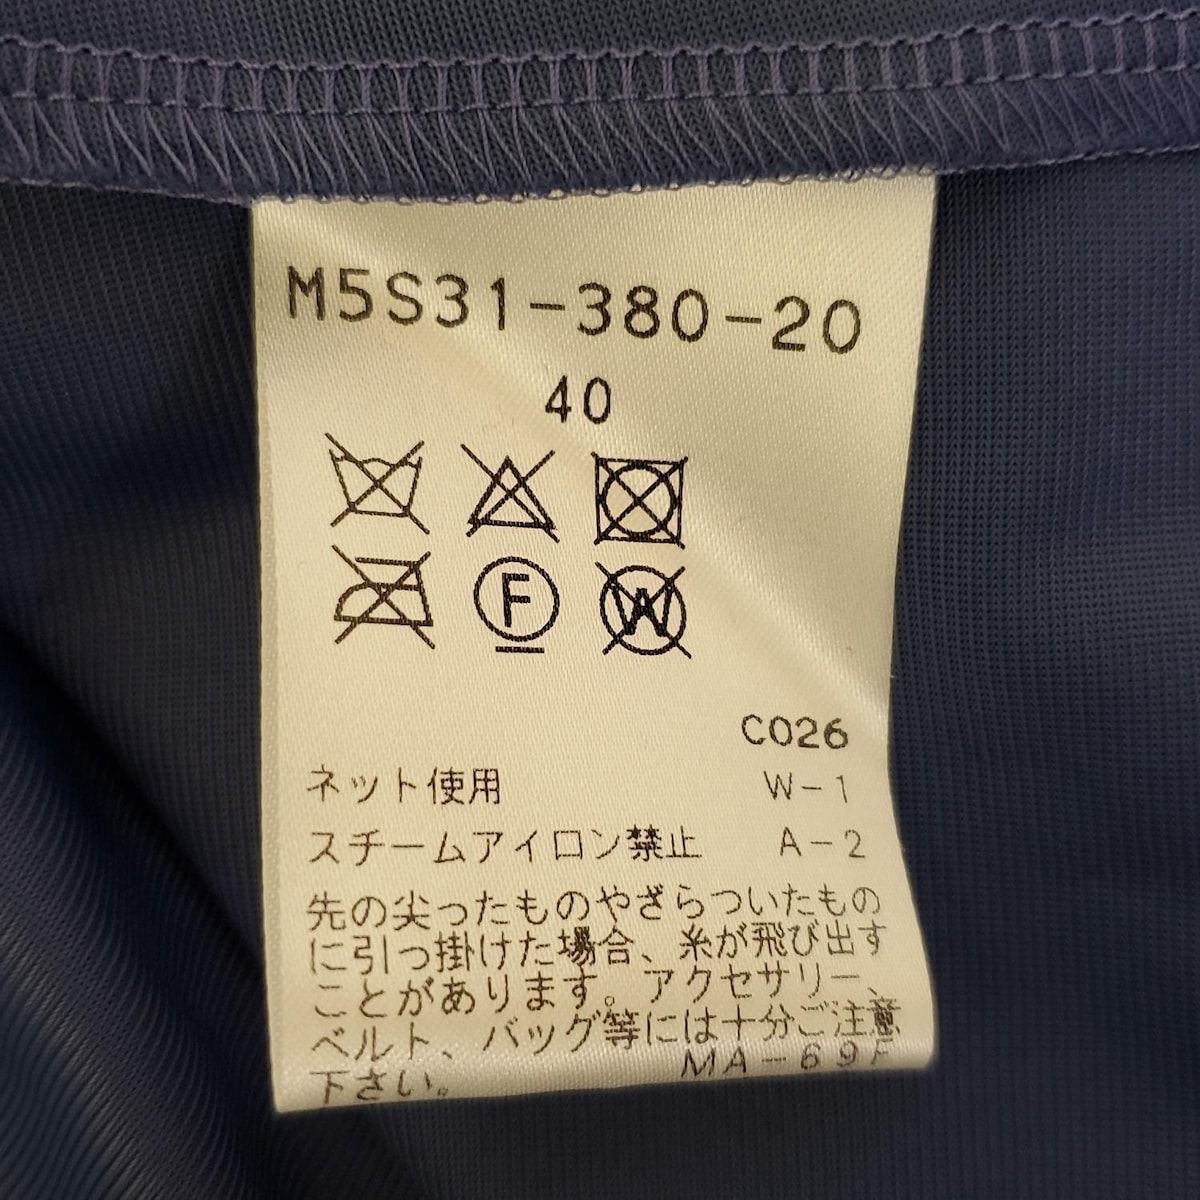 M5S31-380-20
40
F W
C026
ネット使用 W-1
スチームアイロン禁止 A-2
先の尖ったものやざらついたもの
に引っ掛けた場合、糸が飛び出す
ことがあります。アクセサリー、
ベルト、バッグ等には十分ご注意
下さい。 MA-69F